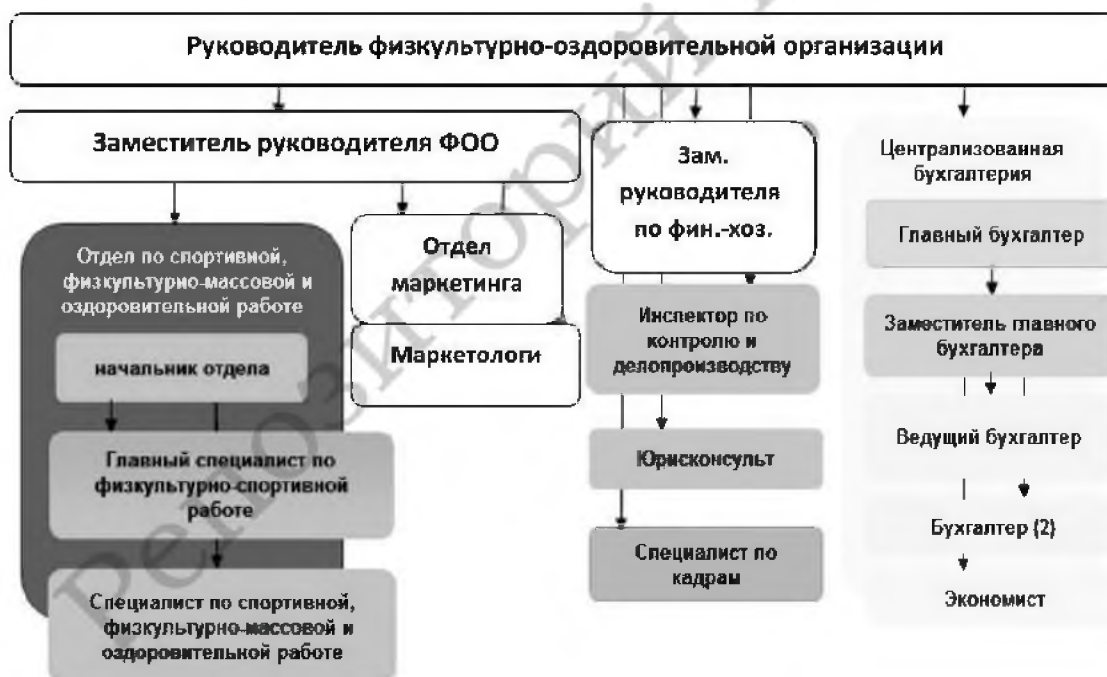 Руководитель физкультурно-оздоровительной организации
Заместитель руководителя ФОО
Отдел по спортивной,
физкультурно-массовой и
оздоровительной работе
начальник отдела
Главный специалист по
физкультурно-спортивной
работе
Специалист по спортивной,
физкультурно-массовой и
оздоровительной работе
Отдел
маркетинга
Маркетологи
Зам.
руководителя
по фин.-хоз.
Инспектор по
контролю и
делопроизводству
Юрисконсульт
Специалист по
кадрам
Централизованная
бухгалтерия
Главный бухгалтер
Заместитель главного
бухгалтера
Ведущий бухгалтер
Бухгалтер (2)
Экономист
Репозиторий